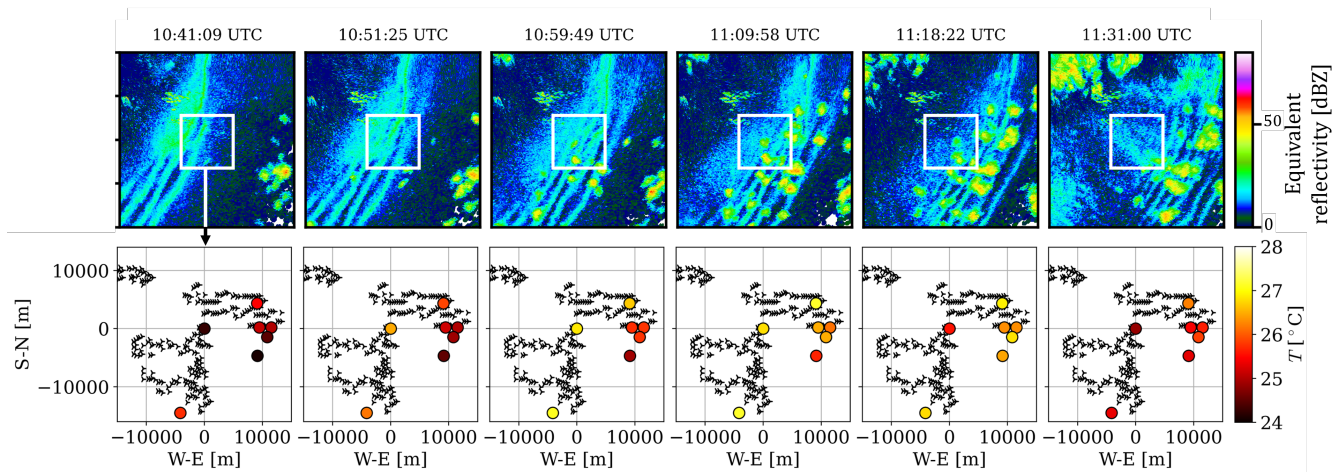 10:41:09 UTC 10:51:25 UTC 10:59:49 UTC 11:09:58 UTC 11:18:22 UTC 11:31:00 UTC
50
0
Equivalent
reflectivity [dBZ]
10000
0
−10000
S-N [m]
−10000 0 10000 −10000 0 10000 −10000 0 10000 −10000 0 10000 −10000 0 10000 −10000 0 10000
W-E [m] W-E [m] W-E [m] W-E [m] W-E [m] W-E [m]
28
27
26
25
24
T [°C]